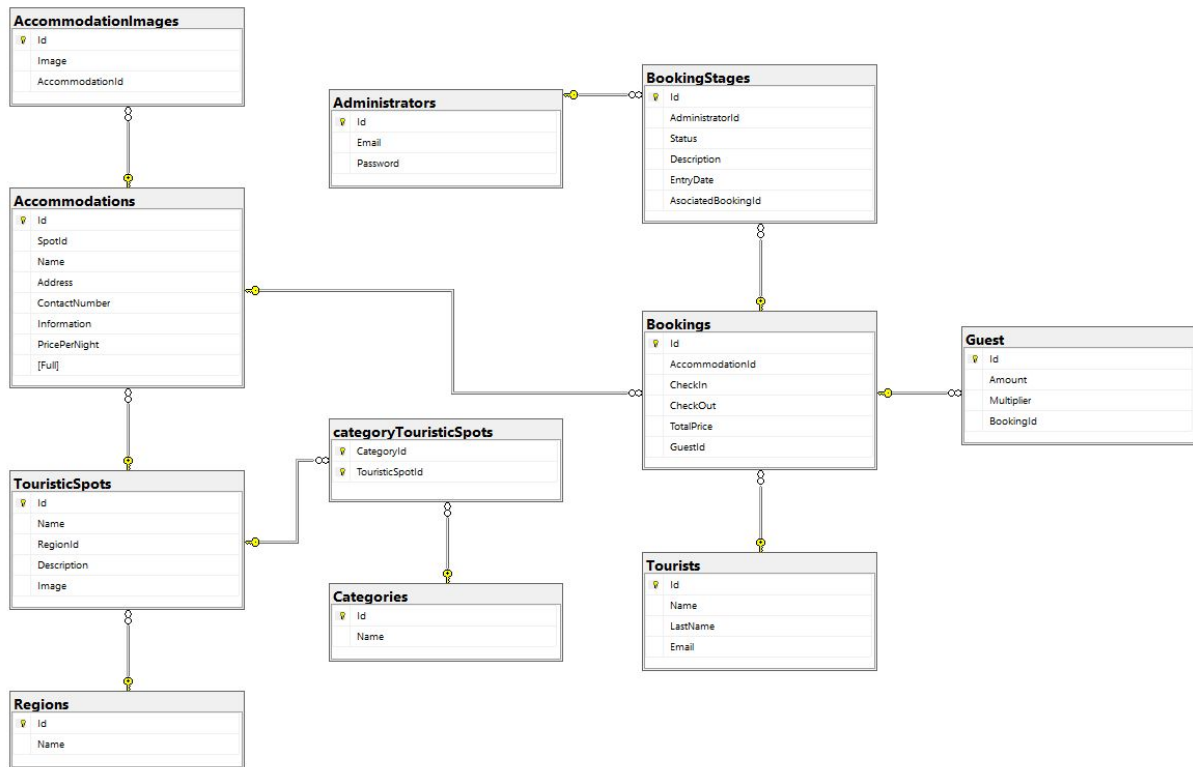 AccommodationImages
Id
Image
AccommodationId
Administrators
Id
Email
Password
BookingStages
Id
AdministratorId
Status
Description
EntryDate
AsociatedBookingId
Accommodations
Id
SpotId
Name
Address
ContactNumber
Information
PricePerNight
[Full]
Bookings
Id
AccommodationId
CheckIn
CheckOut
TotalPrice
GuestId
Guest
Id
Amount
Multiplier
BookingId
categoryTouristicSpots
CategoryId
TouristicSpotId
TouristicSpots
Id
Name
RegionId
Description
Image
Categories
Id
Name
Tourists
Id
Name
LastName
Email
Regions
Id
Name